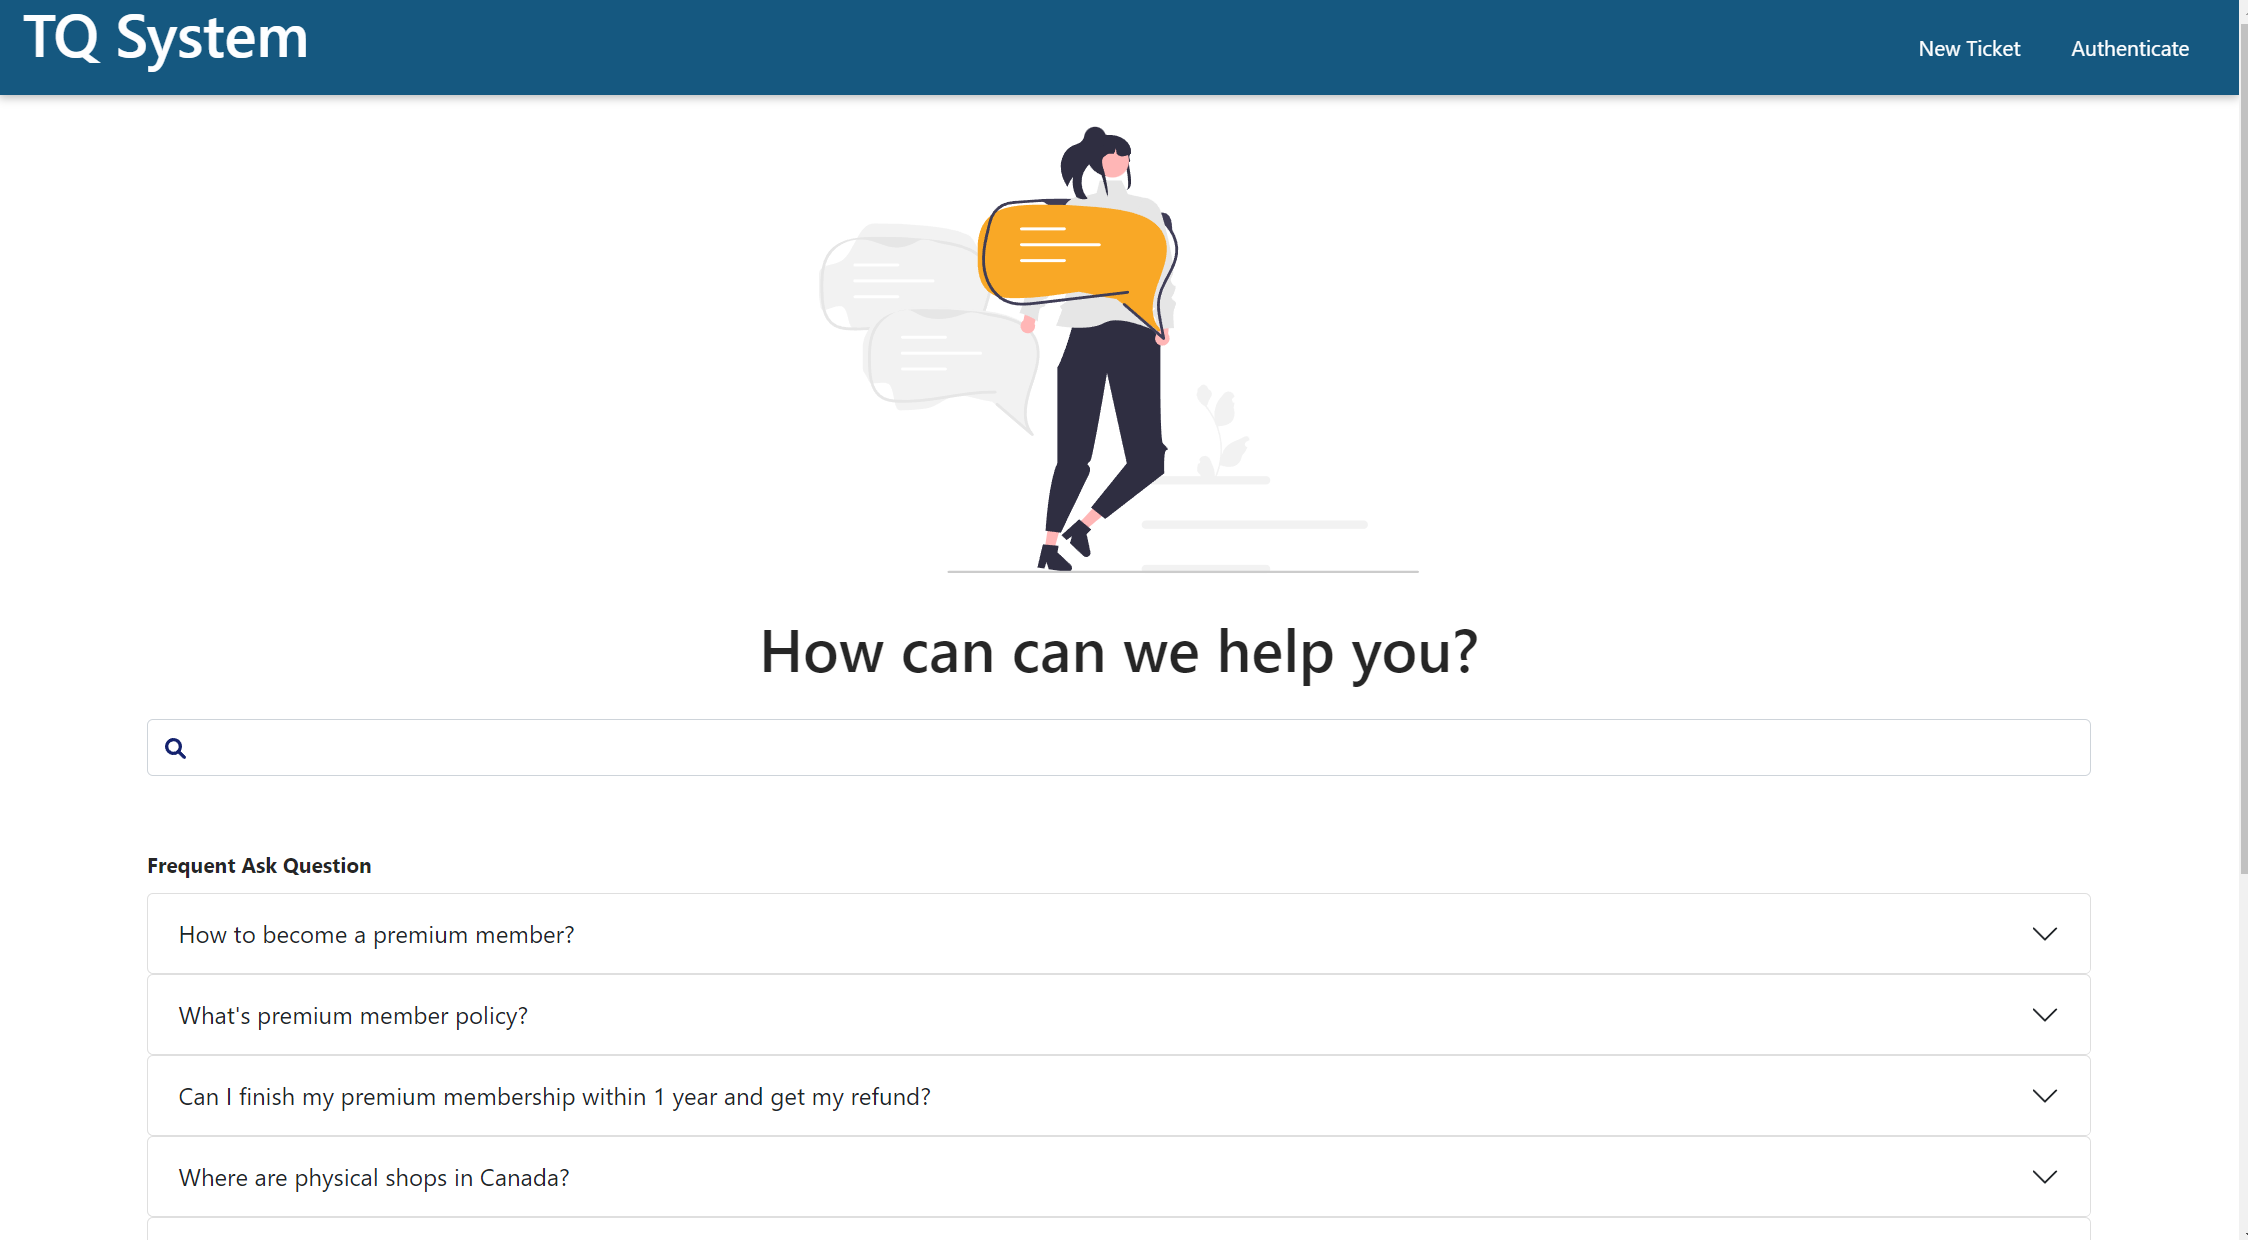 TQ System
New Ticket
Authenticate
How can can we help you?
Frequent Ask Question
How to become a premium member?
What's premium member policy?
Can I finish my premium membership within 1 year and get my refund?
Where are physical shops in Canada?